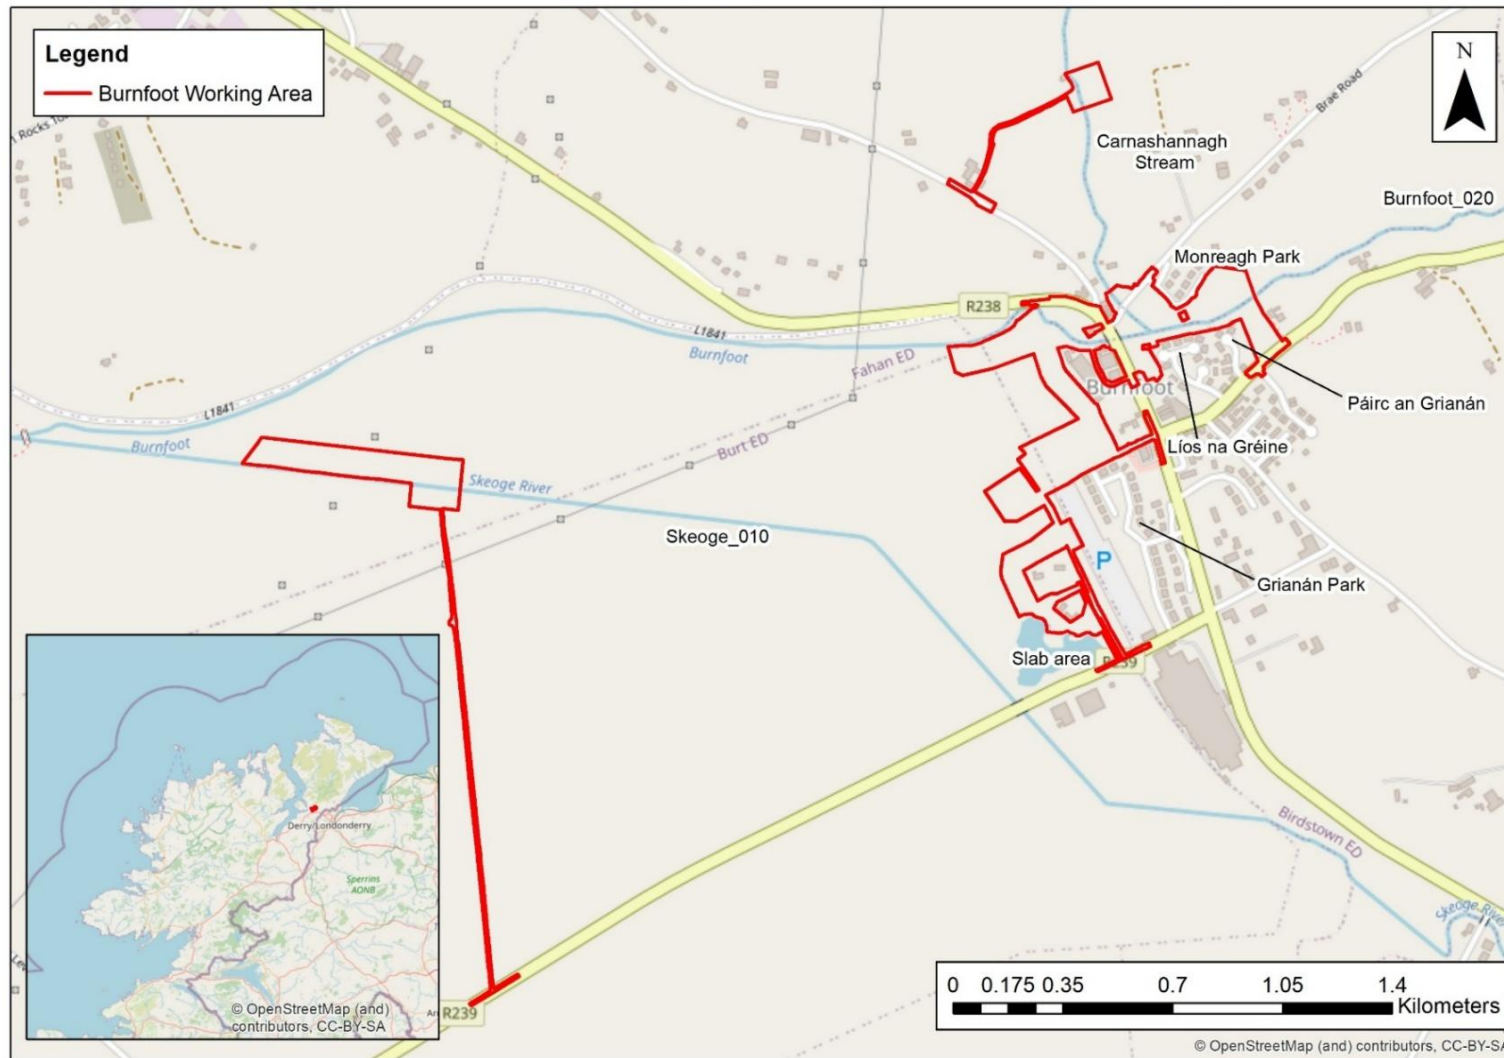 Legend
Burnfoot Working Area
N
Brae Road
Carnashannagh
Stream
Burnfoot_020
Monreagh Park
R238
L1841
Burnfoot
Fahan ED
Burnfoot
Páirc an Grianán
L1841
Líos na Gréine
Burnfoot
Burt ED
Skeoge River
Skeoge_010
P
Grianán Park
Slab area
R239
Birdstown ED
Skeoge River
Derry/Londonderry
Sperrins
AONB
© OpenStreetMap (and)
contributors, CC-BY-SA
R239
0 0.175 0.35 0.7 1.05 1.4
Kilometers
© OpenStreetMap (and) contributors, CC-BY-SA